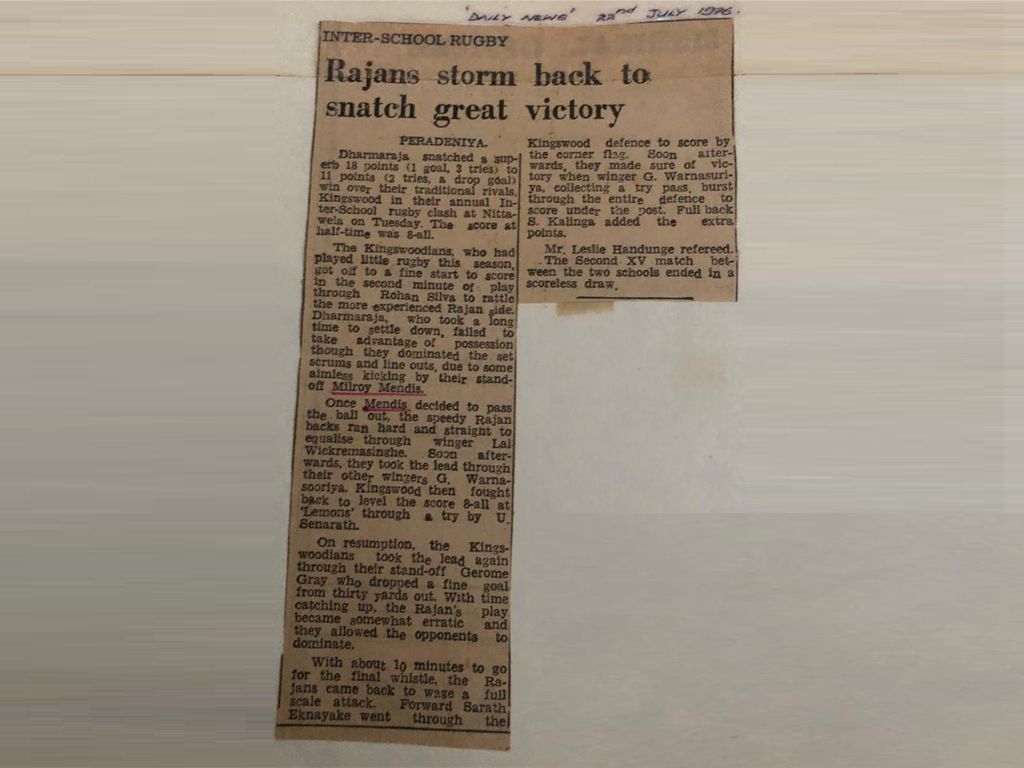 'DAILY NEWS' 22nd JULY 1976.
INTER-SCHOOL RUGBY
Rajans storm back to
snatch great victory
PERADENIYA.
Dharmaraja snatched a sup-
erb 18 points (1 goal, 3 tries) to
11 points (2 tries, a drop goal)
win over their traditional rivals,
Kingswood in their annual In-
ter-School rugby clash at Nitta-
wela on Tuesday. The score at
half-time was 8-all.
The Kingswoodians, who had
played little rugby this season,
got off to a fine start to score
in the second minute of play
through Rohan Silva to rattle
the more experienced Rajan side.
Dharmaraja, who took a long
time to settle down, failed to
take advantage of possession
though they dominated the set
scrums and line outs, due to some
aimless kicking by their stand-
off Milroy Mendis.
Once Mendis decided to pass
the ball out, the speedy Rajan
backs ran hard and straight to
equalise through winger Lal
Wickremasinghe. Soon after-
wards, they took the lead through
their other wingers G. Warna-
sooriya. Kingswood then fought
back to level the score 8-all at
'Lemons' through a try by U.
Senarath.
On resumption, the Kings-
woodians took the lead again
through their stand-off Gerome
Gray who dropped a fine goal
from thirty yards out. With time
catching up, the Rajan's play
became somewhat erratic and
they allowed the opponents to
dominate.
With about 10 minutes to go
for the final whistle, the Ra-
jans came back to wage a full
scale attack. Forward Sarath
Eknayake went through the
Kingswood defence to score by
the corner flag. Soon after-
wards, they made sure of vic-
tory when winger G. Warnasuri-
ya, collecting a try pass, burst
through the entire defence to
score under the post. Full back
S. Kalinga added the extra
points.
Mr. Leslie Handunge refereed.
The Second XV match bet-
ween the two schools ended in a
scoreless draw.